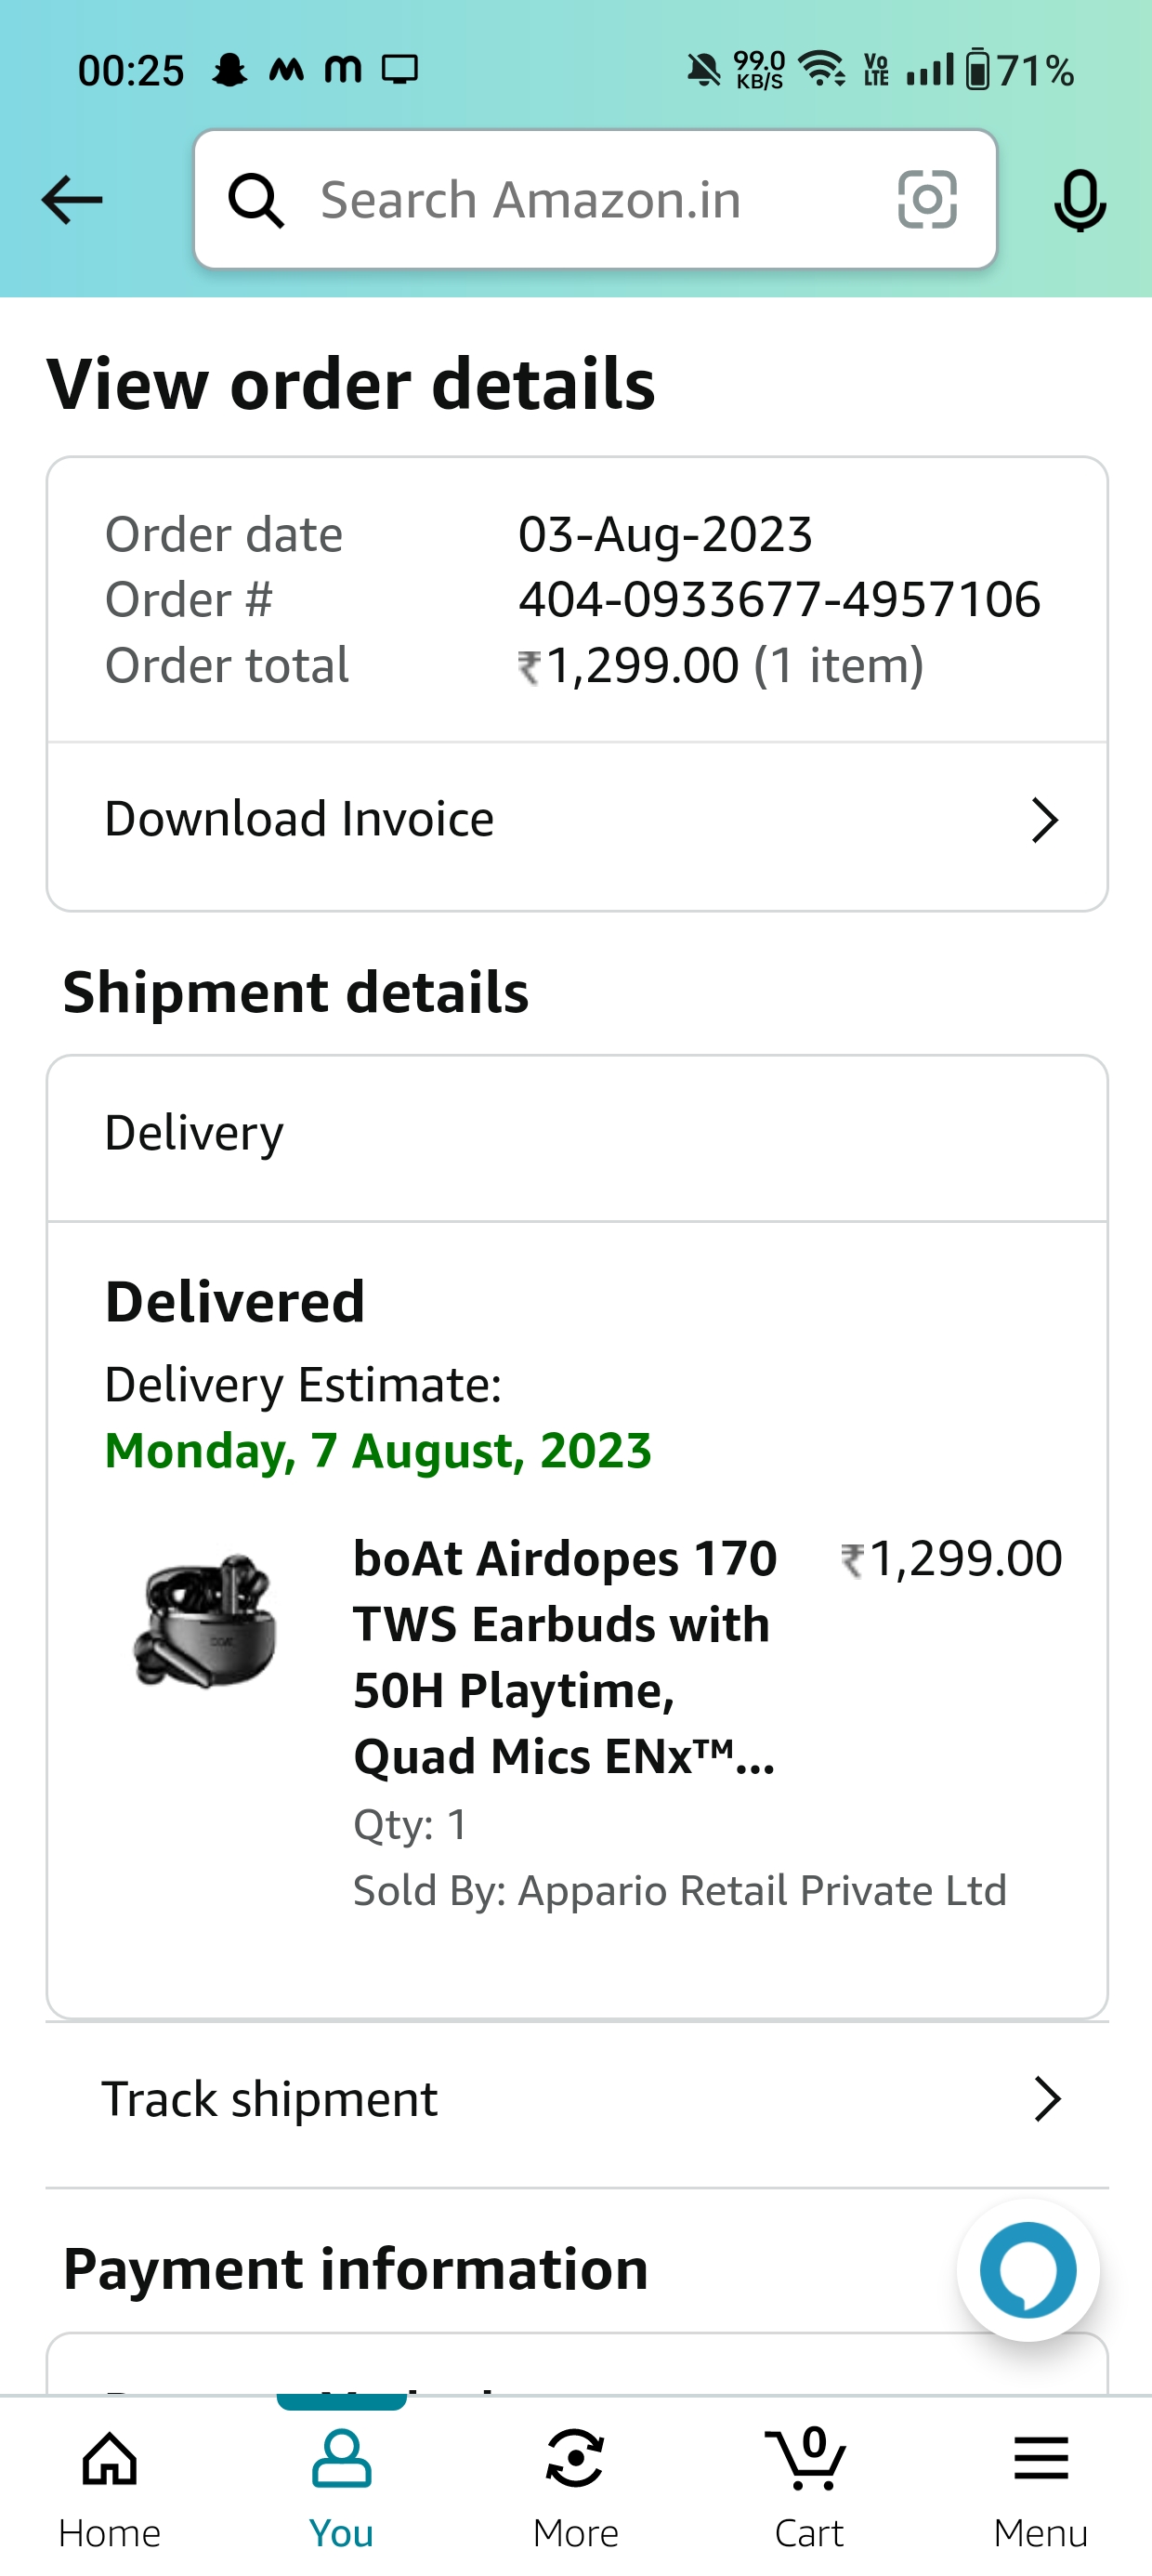 00:25
99.0
KB/S
Vo
LTE
71%
Search Amazon.in
View order details
Order date 03-Aug-2023
Order # 404-0933677-4957106
Order total ₹1,299.00 (1 item)
Download Invoice
Shipment details
Delivery
Delivered
Delivery Estimate:
Monday, 7 August, 2023
boAt Airdopes 170 ₹1,299.00
TWS Earbuds with
50H Playtime,
Quad Mics ENx™...
Qty: 1
Sold By: Appario Retail Private Ltd
Track shipment
Payment information
0
Home You More Cart Menu